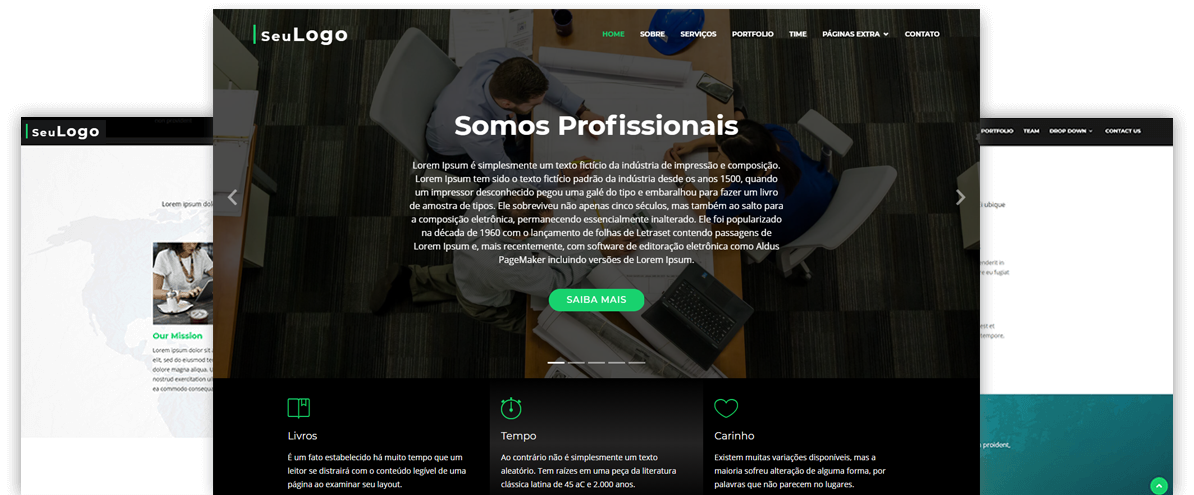 SeuLogo
HOME SOBRE SERVIÇOS PORTFOLIO TIME PÁGINAS EXTRA CONTATO
Somos Profissionais
Lorem Ipsum é simplesmente um texto fictício da indústria de impressão e composição.
Lorem Ipsum tem sido o texto fictício padrão da indústria desde os anos 1500, quando
um impressor desconhecido pegou uma galé do tipo e embaralhou para fazer um livro
de amostra de tipos. Ele sobreviveu não apenas cinco séculos, mas também ao salto para
a composição eletrônica, permanecendo essencialmente inalterado. Ele foi popularizado
na década de 1960 com o lançamento de folhas de Letraset contendo passagens de
Lorem Ipsum e, mais recentemente, com software de editoração eletrônica como Aldus
PageMaker incluindo versões de Lorem Ipsum.
SAIBA MAIS
Livros
É um fato estabelecido há muito tempo que um
leitor se distrairá com o conteúdo legível de uma
página ao examinar seu layout.
Tempo
Ao contrário não é simplesmente um texto
aleatório. Tem raízes em uma peça da literatura
clássica latina de 45 aC e 2.000 anos.
Carinho
Existem muitas variações disponíveis, mas a
maioria sofreu alteração de alguma forma, por
palavras que não parecem no lugares.
SeuLogo
Lorem ipsum dol
Our Mission
Lorem ipsum dolor sit
elit, sed do eiusmod te
dolore magna aliqua. U
nostrud exercitation u
ea commodo consequa
PORTFOLIO TEAM DROP DOWN CONTACT US
i ubique
enderit in
re eu fugiat
est et
tempore,
proident,